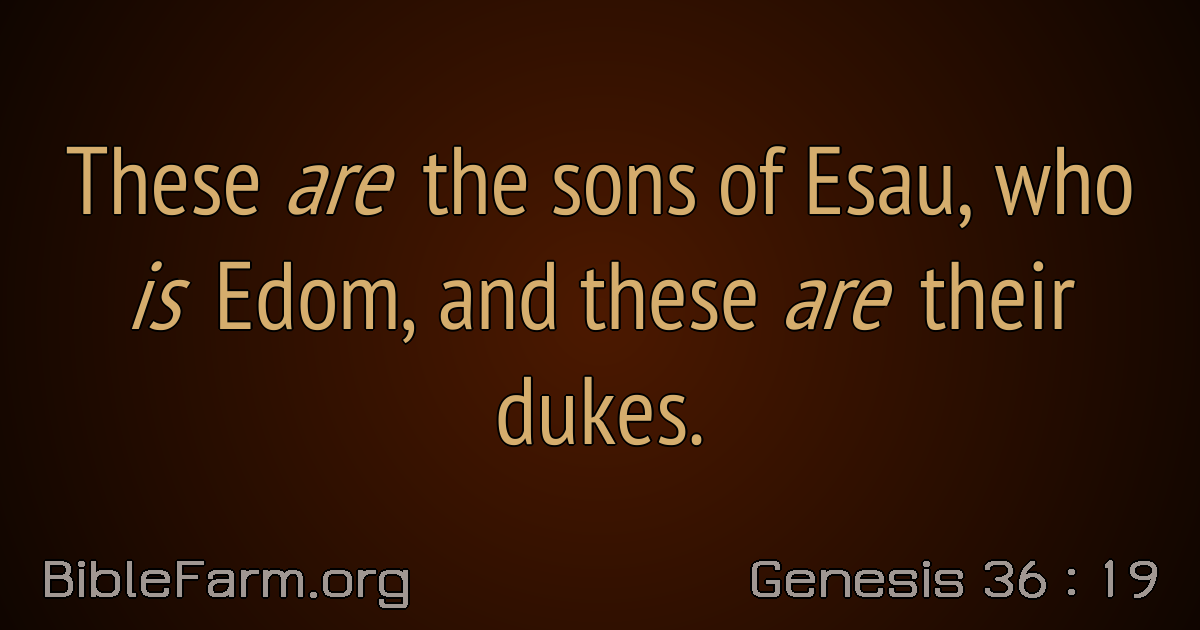 These are the sons of Esau, who
is Edom, and these are their
dukes.
BibleFarm.org
Genesis 36 : 19